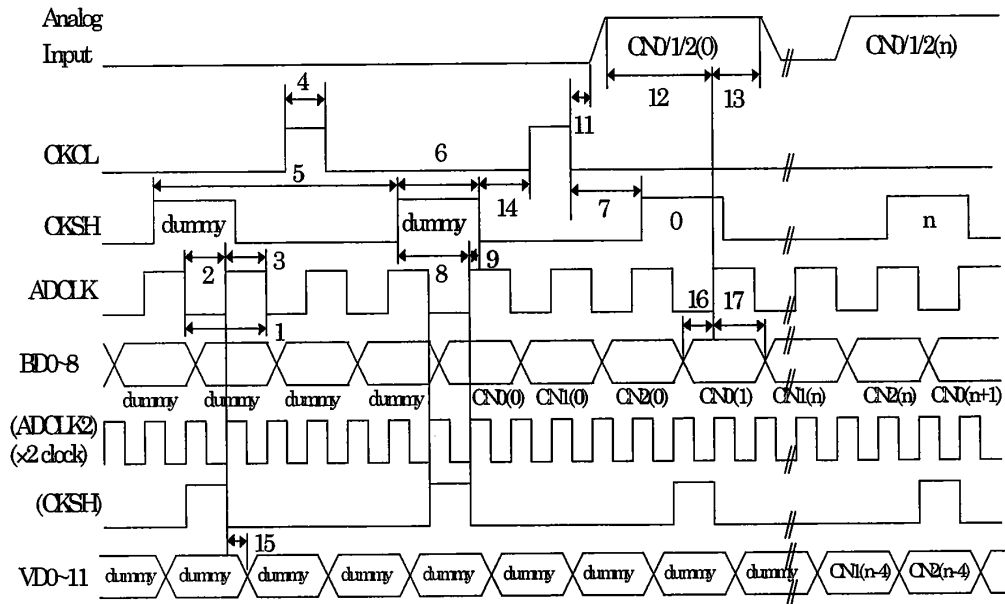 Analog
Input
CN0/1/2(0)
CN0/1/2(n)
4
12
13
11
CKCL
6
5
14
7
CKSH
dummy
dummy
0
n
2
3
8
9
ADCLK
16
17
1
BD0~8
dummy
dummy
dummy
dummy
CN0(0)
CN1(0)
CN2(0)
CN0(1)
CN1(n)
CN2(n)
CN0(n+1)
(ADCLK2)
(×2 clock)
(CKSH)
15
VD0~11
dummy
dummy
dummy
dummy
dummy
dummy
dummy
dummy
dummy
CN1(n-4)
CN2(n-4)